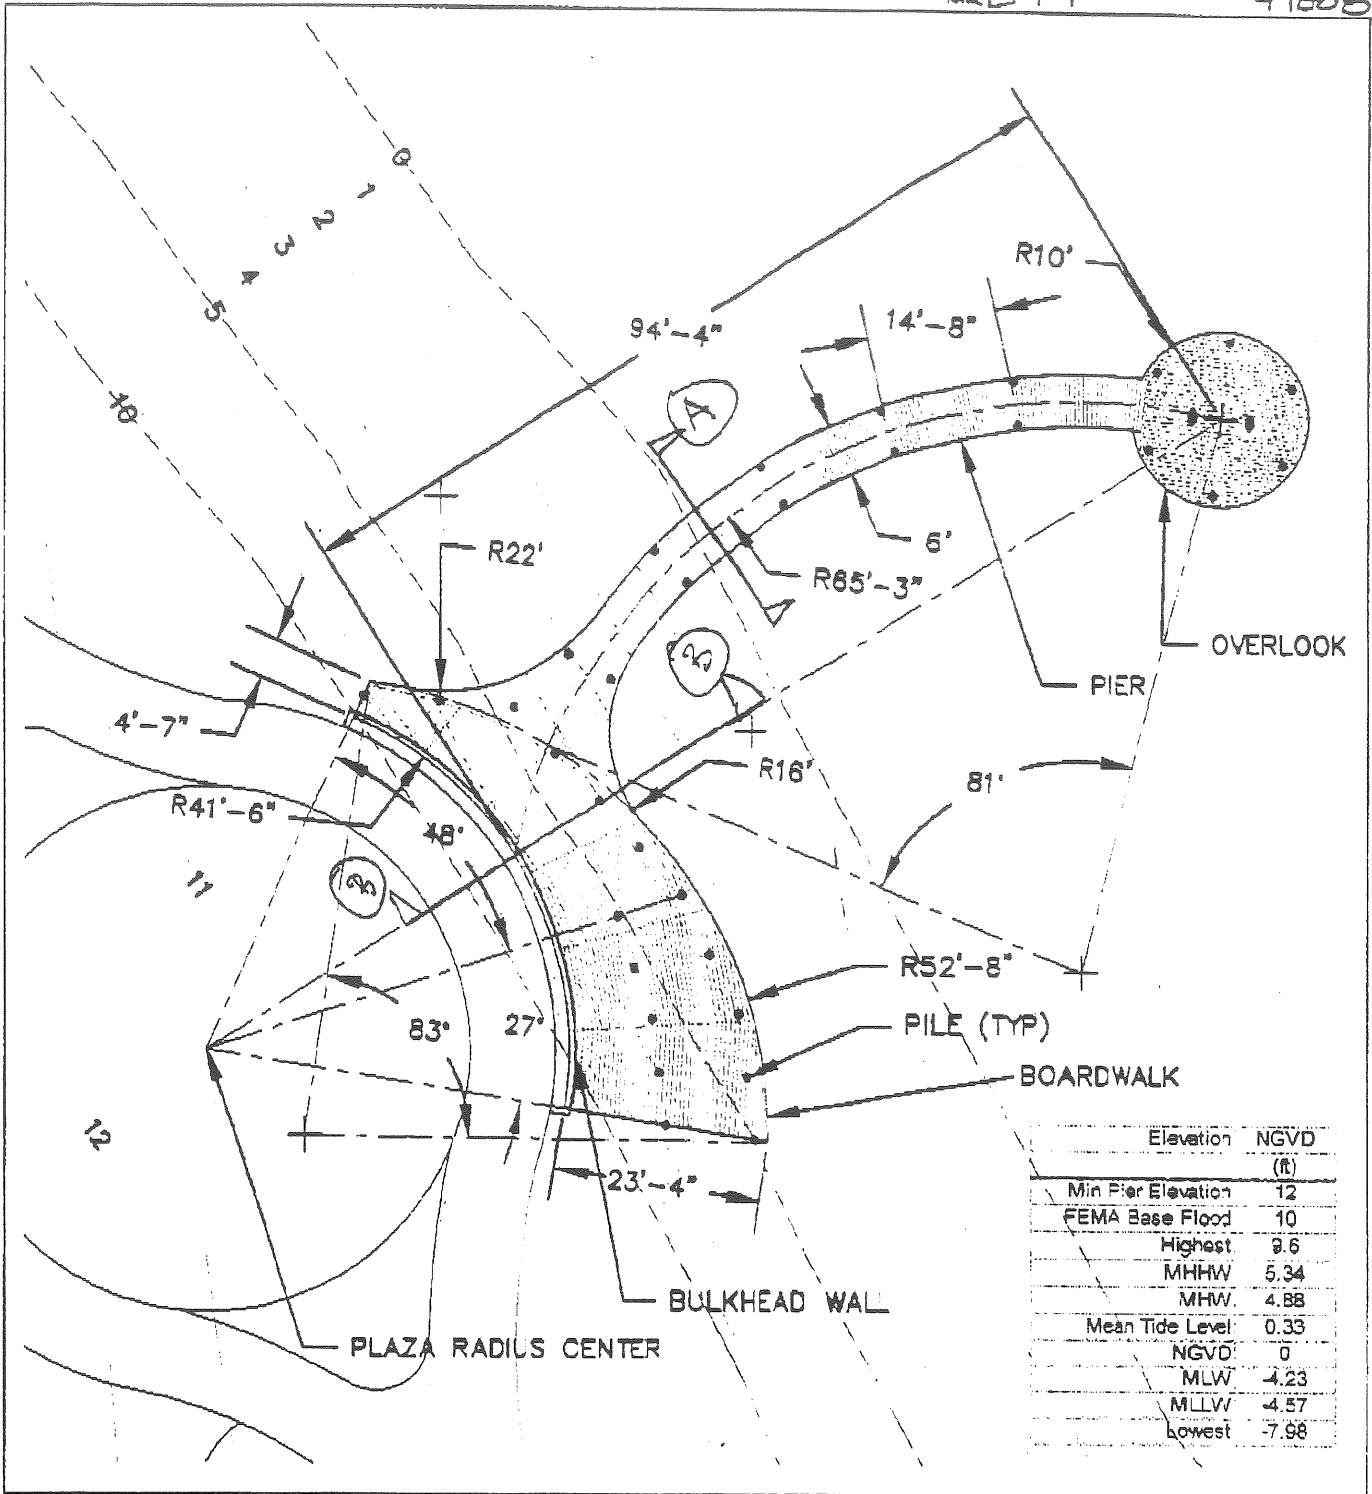 0
1
2
3
4
5
10
R10'
14'-8"
94'-4"
A
6'
R22'
R65'-3"
OVERLOOK
PIER
B
4'-7"
R16'
81°
R41'-6"
48°
B
11
R52'-8"
83°
27°
PILE (TYP)
BOARDWALK
12
23'-4"
BULKHEAD WAL
PLAZA RADIUS CENTER
Elevation NGVD
(ft)
Min Pier Elevation 12
FEMA Base Flood 10
Highest 9.6
MHHW 5.34
MHW 4.88
Mean Tide Level 0.33
NGVD 0
MLW -4.23
MLLW -4.57
Lowest -7.98